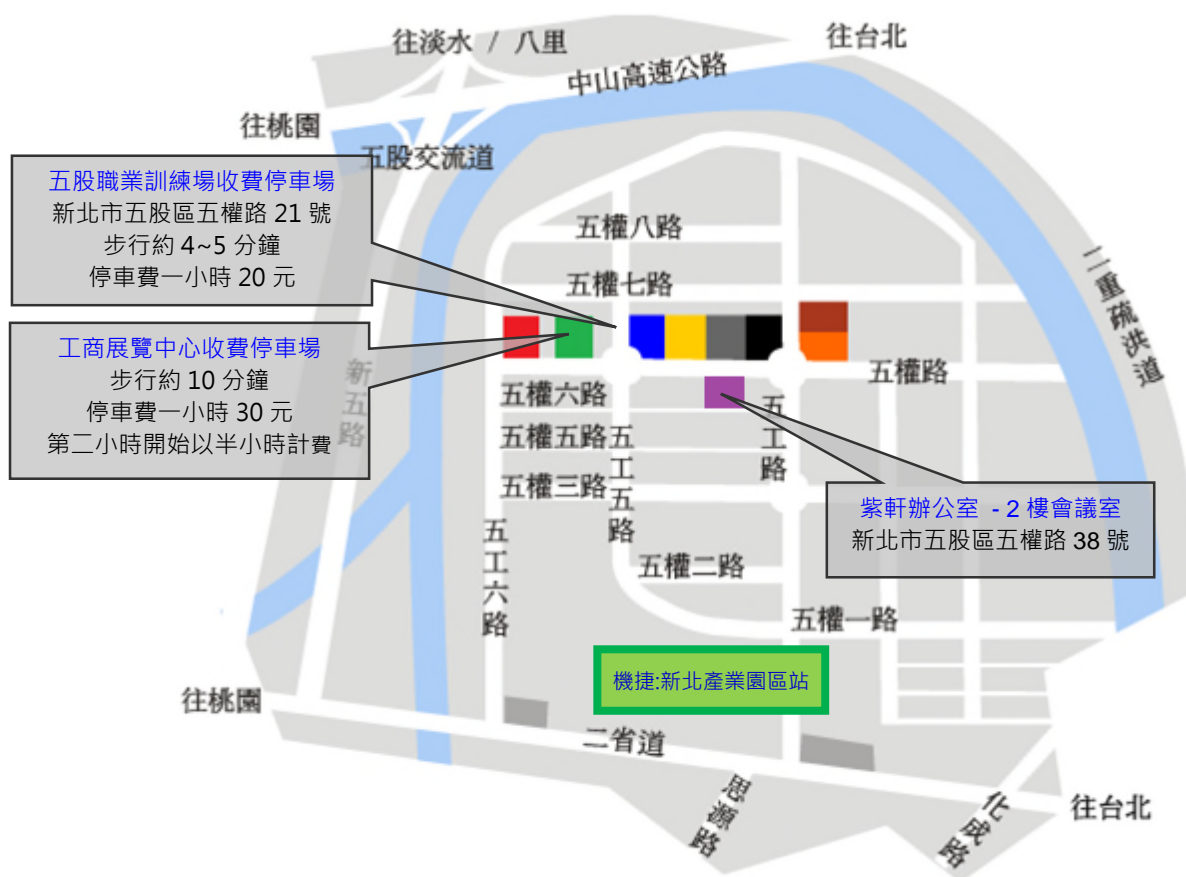 往淡水 / 八里
往台北
中山高速公路
往桃園
五股交流道
五股職業訓練場收費停車場
新北市五股區五權路 21 號
步行約 4~5 分鐘
停車費一小時 20 元
五權八路
五權七路
二重疏洪道
工商展覽中心收費停車場
步行約 10 分鐘
停車費一小時 30 元
第二小時開始以半小時計費
新五路
五權路
五權六路
五工路
五權五路
五工五路
五權三路
紫軒辦公室 - 2 樓會議室
新北市五股區五權路 38 號
五工六路
五權二路
五權一路
機捷:新北產業園區站
往桃園
二省道
思源路
化成路
往台北